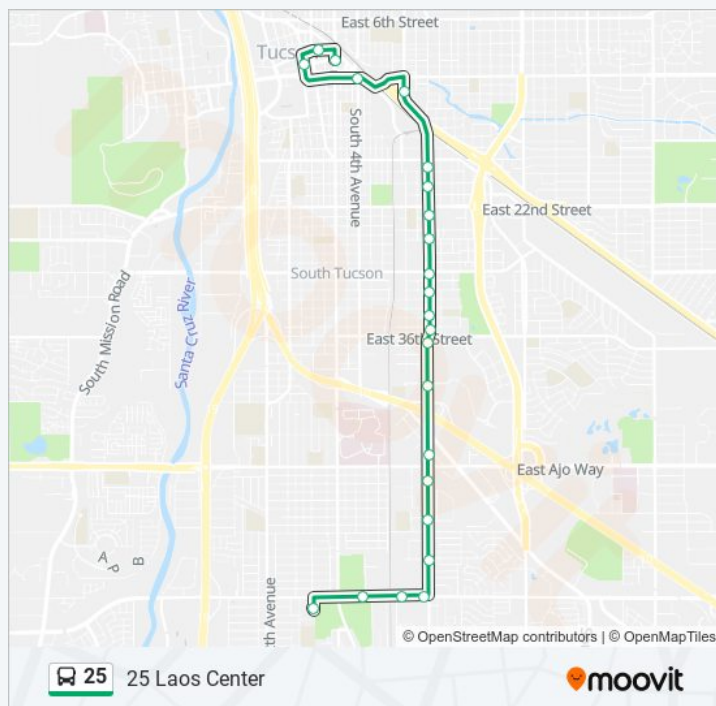 East 6th Street
Tucs
South 4th Avenue
East 22nd Street
South Tucson
South Mission Road
Santa Cruz River
East 36th Street
East Ajo Way
A
B
P
th Avenue
© OpenStreetMap contributors | © OpenMapTiles
25
25 Laos Center
moovit